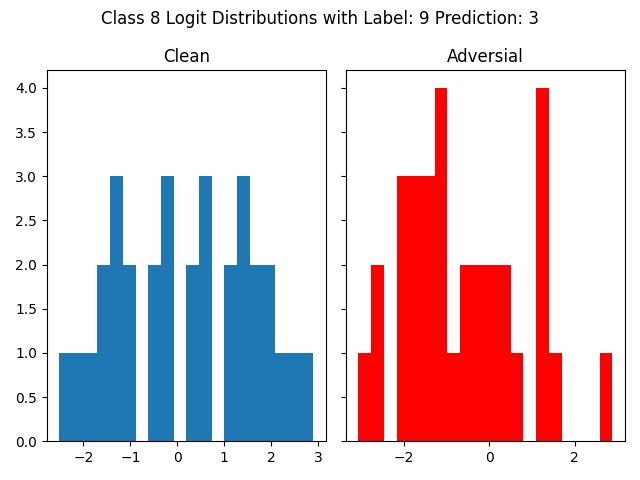 Class 8 Logit Distributions with Label: 9 Prediction: 3
Clean
Adversial
4.0
3.5
3.0
2.5
2.0
1.5
1.0
0.5
0.0
−2 −1 0 1 2 3
−2 0 2